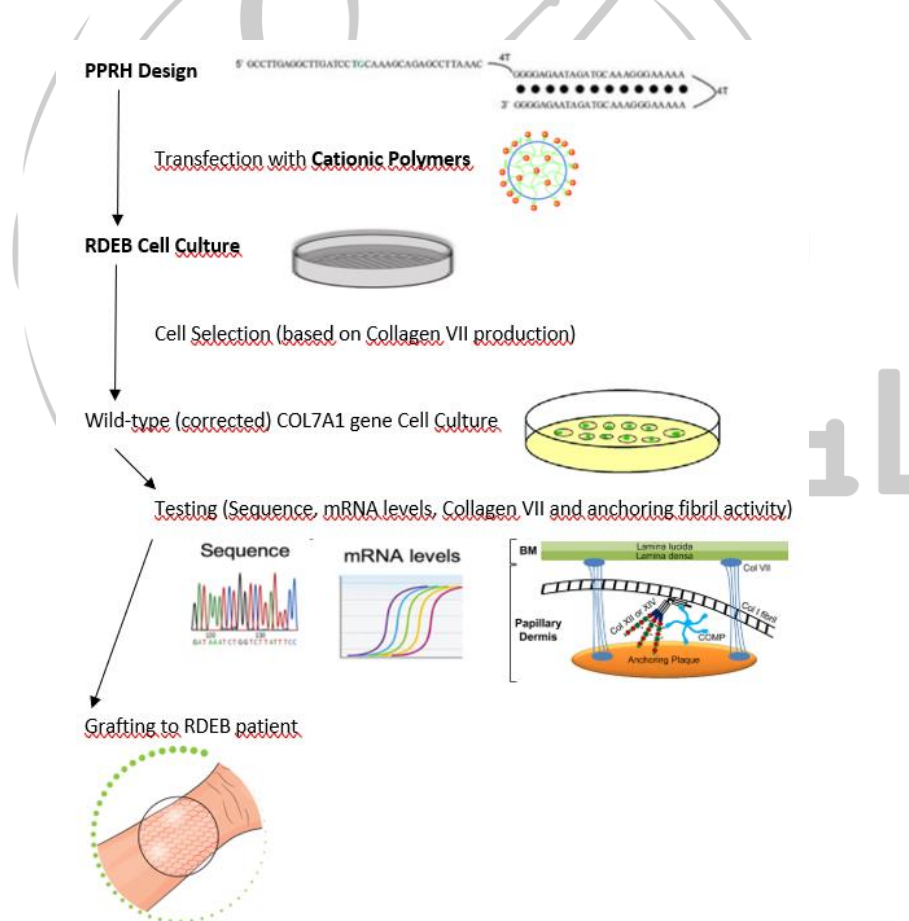 PPRH Design
5' GCCTTGAGGCTTGATCCTGCAAAGCAGAGCCTTAAAC
4T
GGGGAGAATAGATGCAAAGGGAAAAA
4T
3' GGGGAGAATAGATGCAAAGGGAAAAA
Transfection with Cationic Polymers
RDEB Cell Culture
Cell Selection (based on Collagen VII production)
Wild-type (corrected) COL7A1 gene Cell Culture
Testing (Sequence, mRNA levels, Collagen VII and anchoring fibril activity)
Sequence
mRNA levels
BM
Lamina lucida
Lamina densa
Col VII
Col I fibril
Col XII or XIV
COMP
Papillary
Dermis
Anchoring Plaque
GAT AAATCTGGTCTTATTTCC
Grafting to RDEB patient